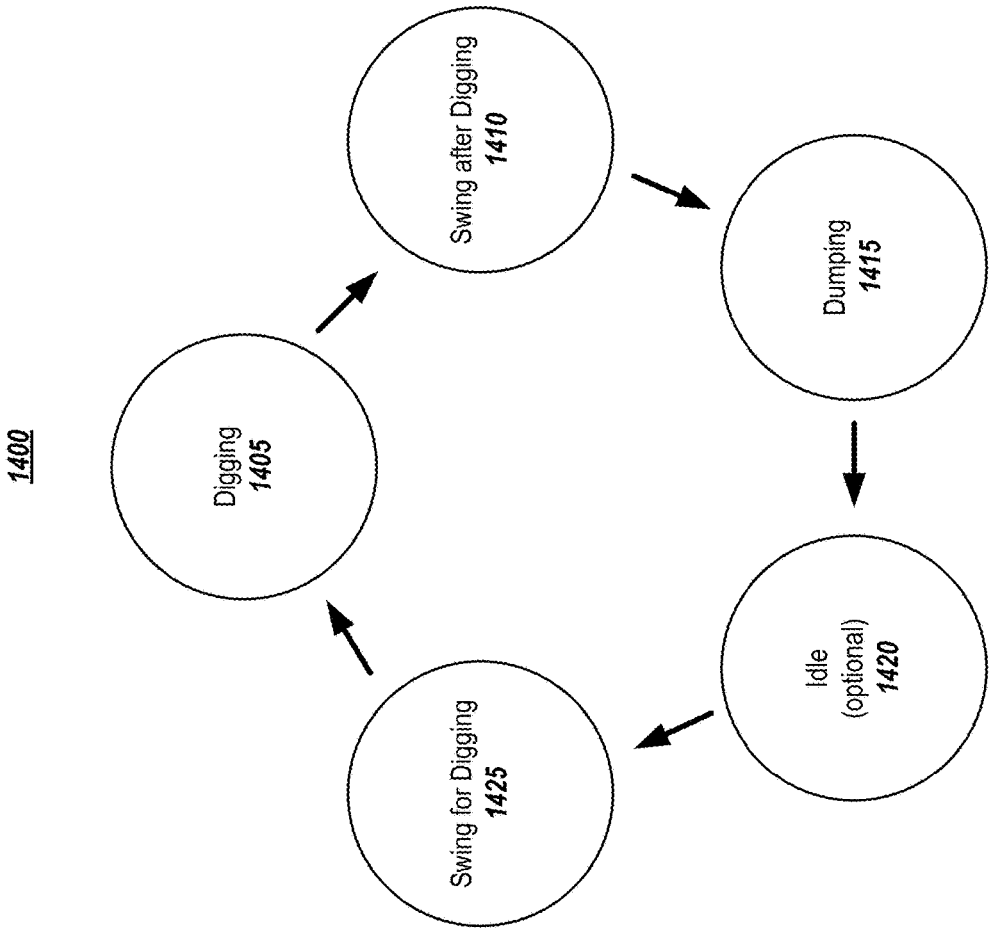 1400
Digging
1405
Swing after Digging
1410
Dumping
1415
Idle
(optional)
1420
Swing for Digging
1425